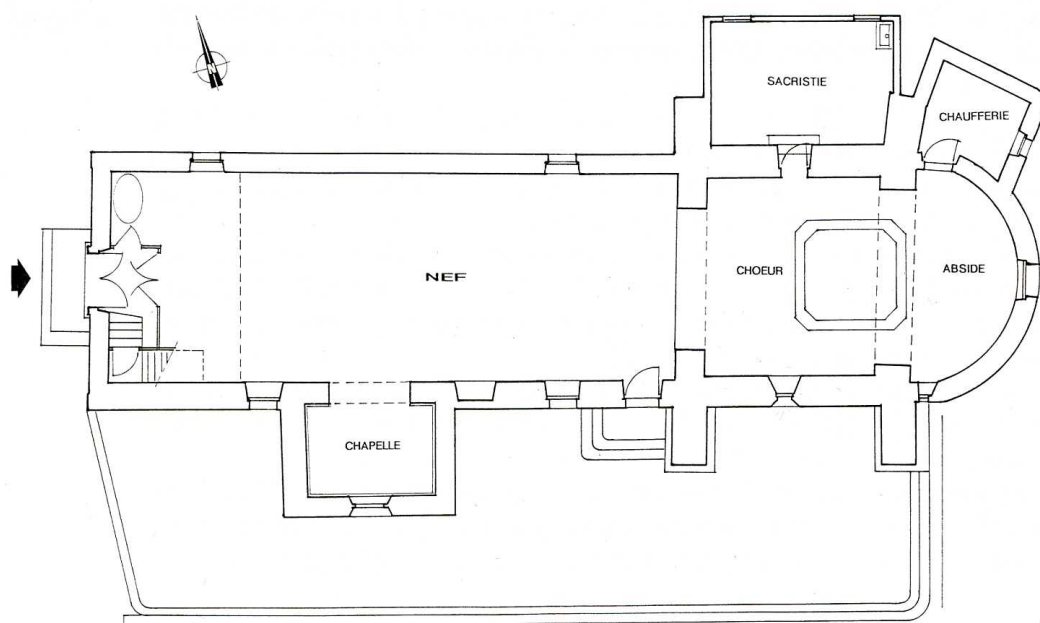 SACRISTIE
CHAUFFERIE
NEF
CHOEUR
ABSIDE
CHAPELLE